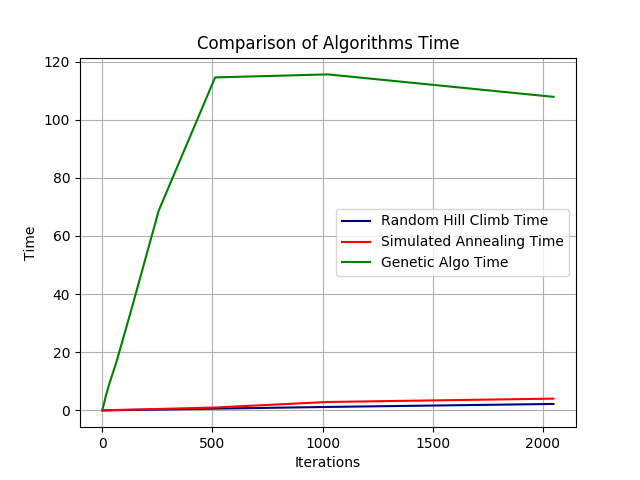 Comparison of Algorithms Time
120
100
80
60
40
20
0
Time
Random Hill Climb Time
Simulated Annealing Time
Genetic Algo Time
0 500 1000 1500 2000
Iterations